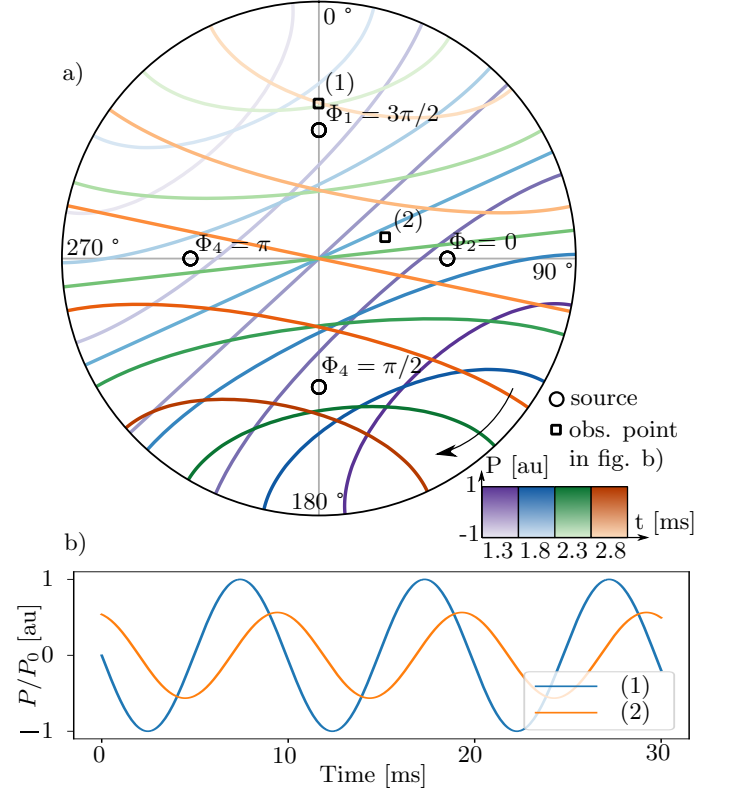 0 °
a)
(1)
Φ1 = 3π/2
(2)
270 °
Φ4 = π
Φ2= 0
90 °
Φ4 = π/2
source
obs. point
in fig. b)
180 °
P [au]
1
-1
t [ms]
1.3 1.8 2.3 2.8
b)
1
0
1
P/P0 [au]
(1)
(2)
0 10 20 30
Time [ms]